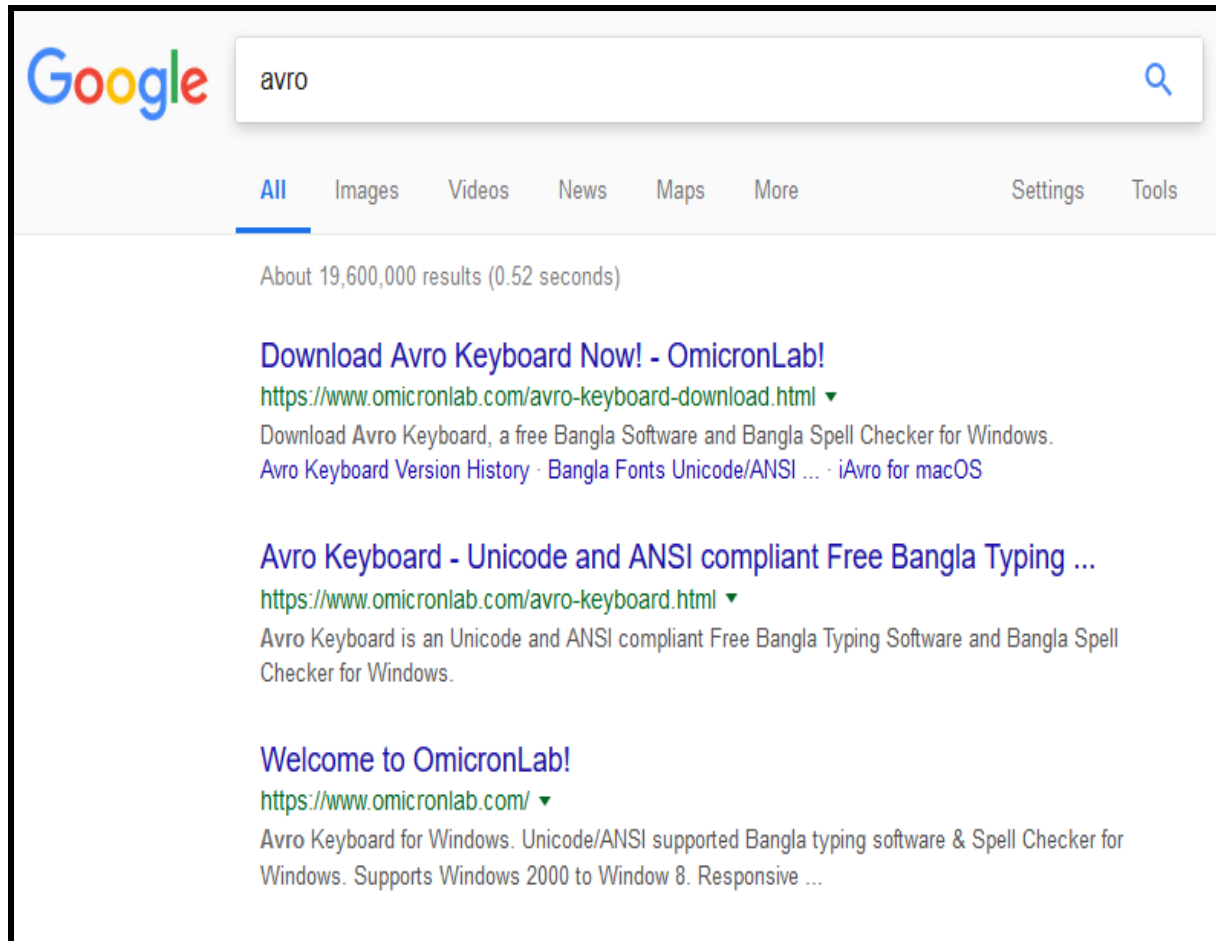 Google avro
All Images Videos News Maps More Settings Tools
About 19,600,000 results (0.52 seconds)
Download Avro Keyboard Now! - OmicronLab!
https://www.omicronlab.com/avro-keyboard-download.html ▼
Download Avro Keyboard, a free Bangla Software and Bangla Spell Checker for Windows.
Avro Keyboard Version History · Bangla Fonts Unicode/ANSI ... · iAvro for macOS
Avro Keyboard - Unicode and ANSI compliant Free Bangla Typing ...
https://www.omicronlab.com/avro-keyboard.html ▼
Avro Keyboard is an Unicode and ANSI compliant Free Bangla Typing Software and Bangla Spell
Checker for Windows.
Welcome to OmicronLab!
https://www.omicronlab.com/ ▼
Avro Keyboard for Windows. Unicode/ANSI supported Bangla typing software & Spell Checker for
Windows. Supports Windows 2000 to Window 8. Responsive ...